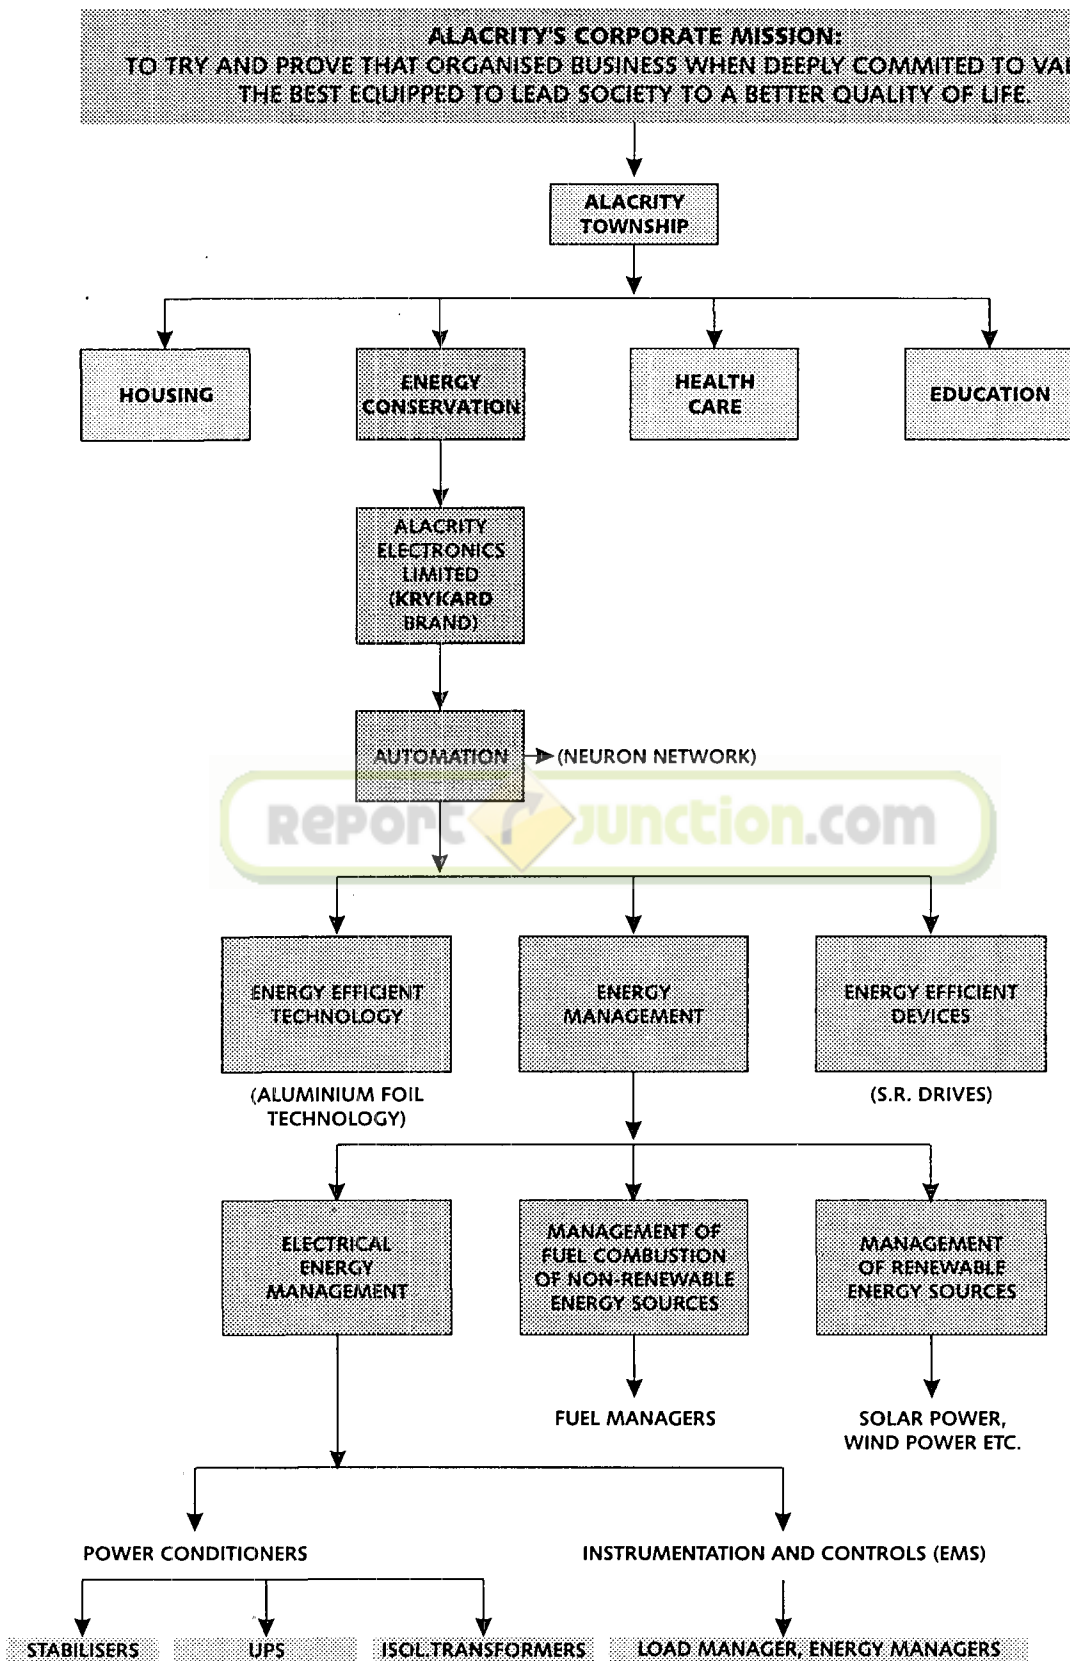 ALACRITY'S CORPORATE MISSION:
TO TRY AND PROVE THAT ORGANISED BUSINESS WHEN DEEPLY COMMITED TO
THE BEST EQUIPPED TO LEAD SOCIETY TO A BETTER QUALITY OF LIFE.
ALACRITY
TOWNSHIP
HOUSING
ENERGY
CONSERVATION
HEALTH
CARE
EDUCATION
ALACRITY
ELECTRONICS
LIMITED
(KRYKARD
BRAND)
AUTOMATION
(NEURON NETWORK)
REPORT JUNCTION.COM
ENERGY EFFICIENT
TECHNOLOGY
ENERGY
MANAGEMENT
ENERGY EFFICIENT
DEVICES
(ALUMINIUM FOIL
TECHNOLOGY)
(S.R. DRIVES)
ELECTRICAL
ENERGY
MANAGEMENT
MANAGEMENT OF
FUEL COMBUSTION
OF NON-RENEWABLE
ENERGY SOURCES
MANAGEMENT
OF RENEWABLE
ENERGY SOURCES
FUEL MANAGERS
SOLAR POWER,
WIND POWER ETC.
POWER CONDITIONERS
INSTRUMENTATION AND CONTROLS (EMS)
STABILISERS
UPS
ISOL.TRANSFORMERS
LOAD MANAGER, ENERGY MANAGERS